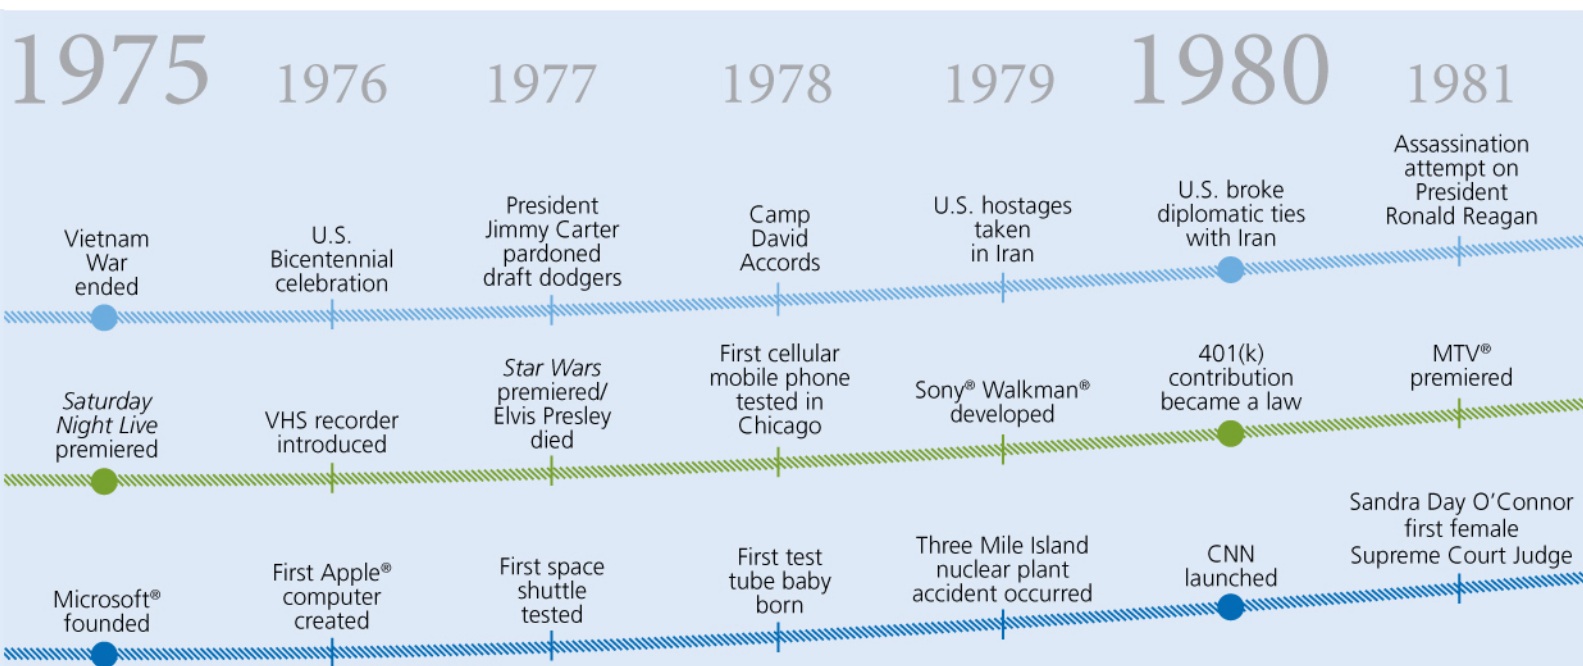 1975
1976
1977
1978
1979
1980
1981
Vietnam
War
ended
U.S.
Bicentennial
celebration
President
Jimmy Carter
pardoned
draft dodgers
Camp
David
Accords
U.S. hostages
taken
in Iran
U.S. broke
diplomatic ties
with Iran
Assassination
attempt on
President
Ronald Reagan
Saturday
Night Live
premiered
VHS recorder
introduced
Star Wars
premiered/
Elvis Presley
died
First cellular
mobile phone
tested in
Chicago
Sony® Walkman®
developed
401(k)
contribution
became a law
MTV®
premiered
Microsoft®
founded
First Apple®
computer
created
First space
shuttle
tested
First test
tube baby
born
Three Mile Island
nuclear plant
accident occurred
CNN
launched
Sandra Day O’Connor
first female
Supreme Court Judge